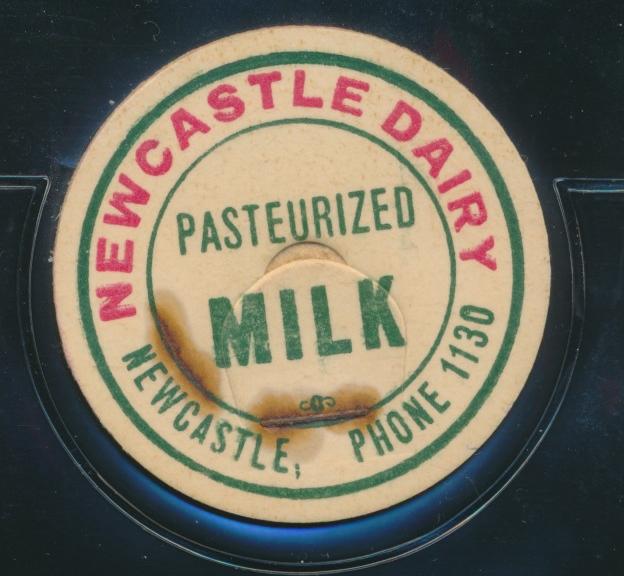 NEWCASTLE DAIRY
PASTEURIZED
MILK
NEWCASTLE, PHONE 1130